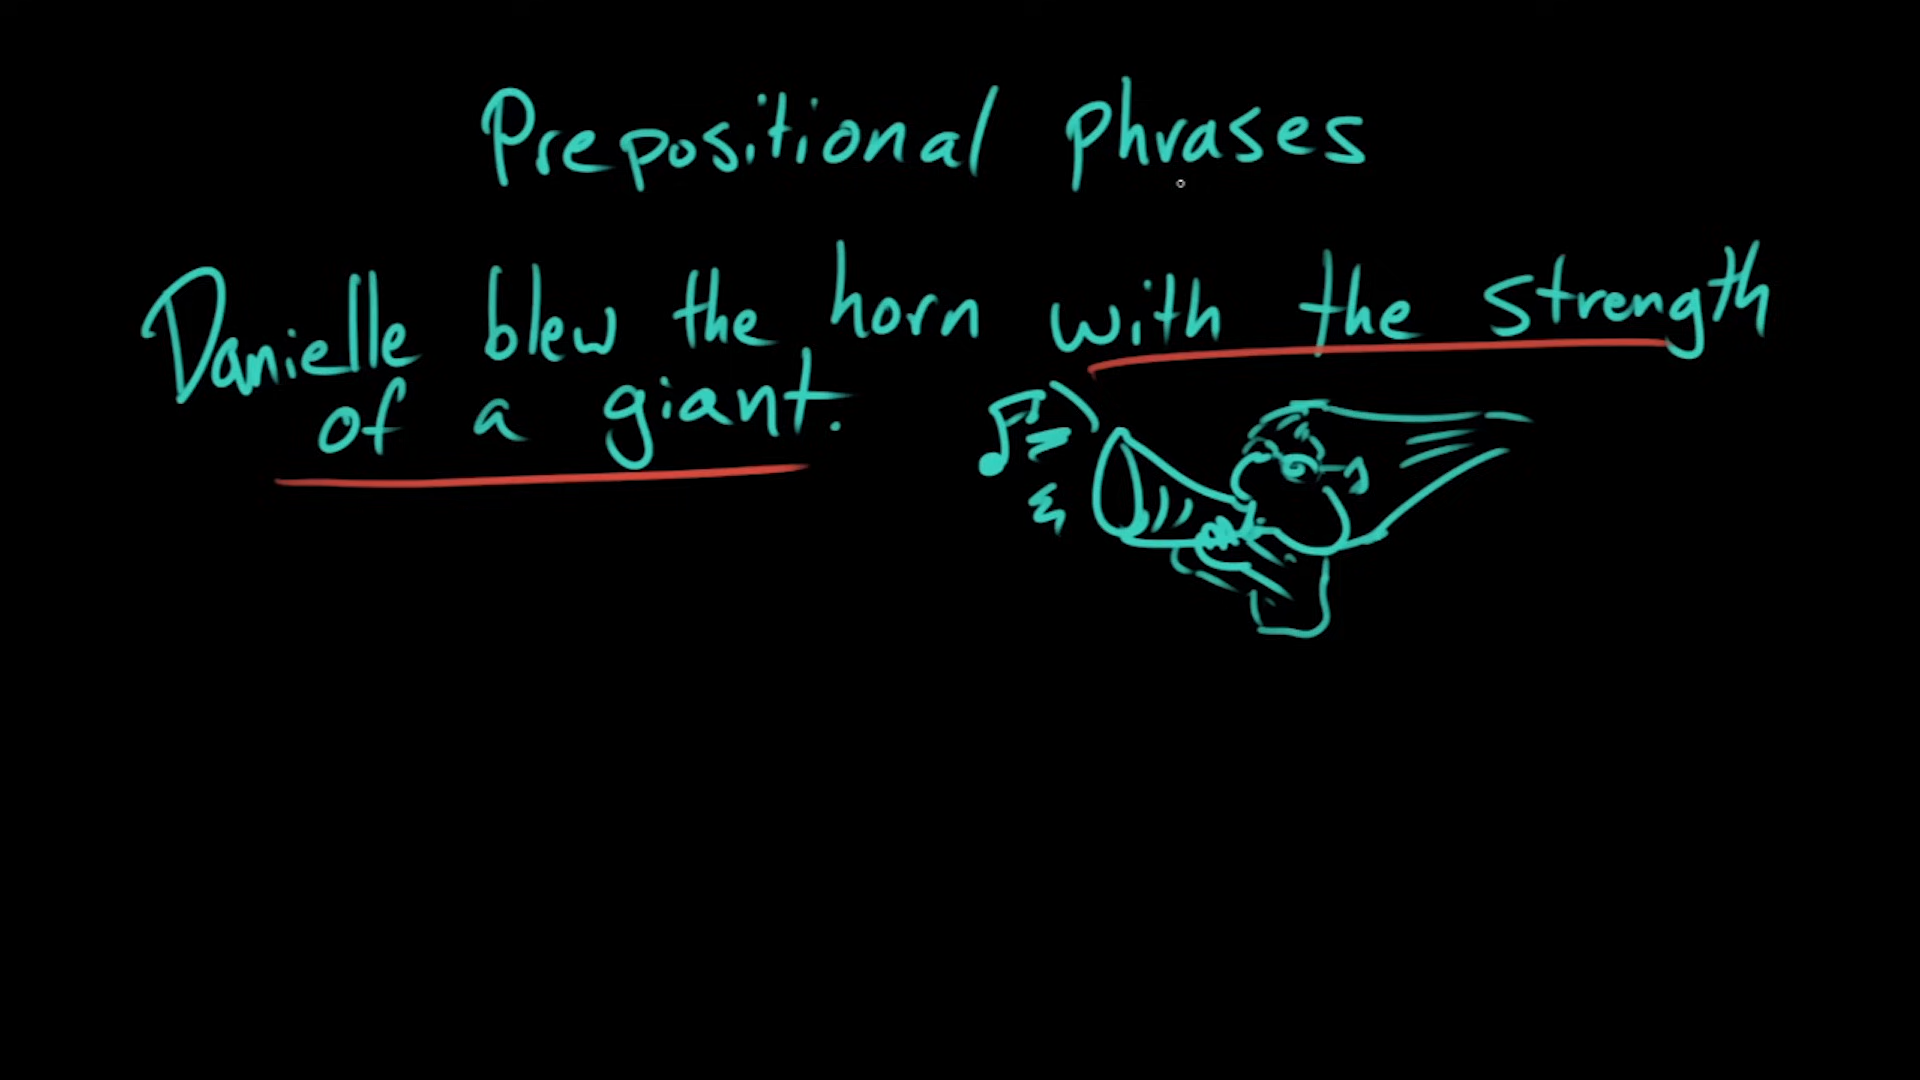 Prepositional phrases
Danielle blew the horn with the strength
of a giant.